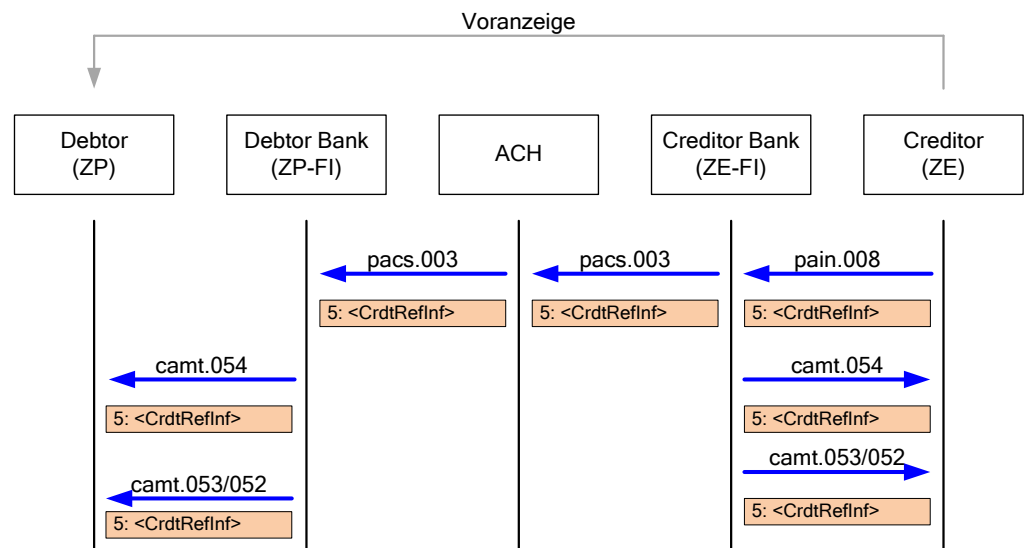 Voranzeige
Debtor
(ZP)
Debtor Bank
(ZP-FI)
ACH
Creditor Bank
(ZE-FI)
Creditor
(ZE)
pacs.003
pacs.003
pain.008
5: <CrdtRefInf>
5: <CrdtRefInf>
5: <CrdtRefInf>
camt.054
camt.054
5: <CrdtRefInf>
5: <CrdtRefInf>
camt.053/052
camt.053/052
5: <CrdtRefInf>
5: <CrdtRefInf>